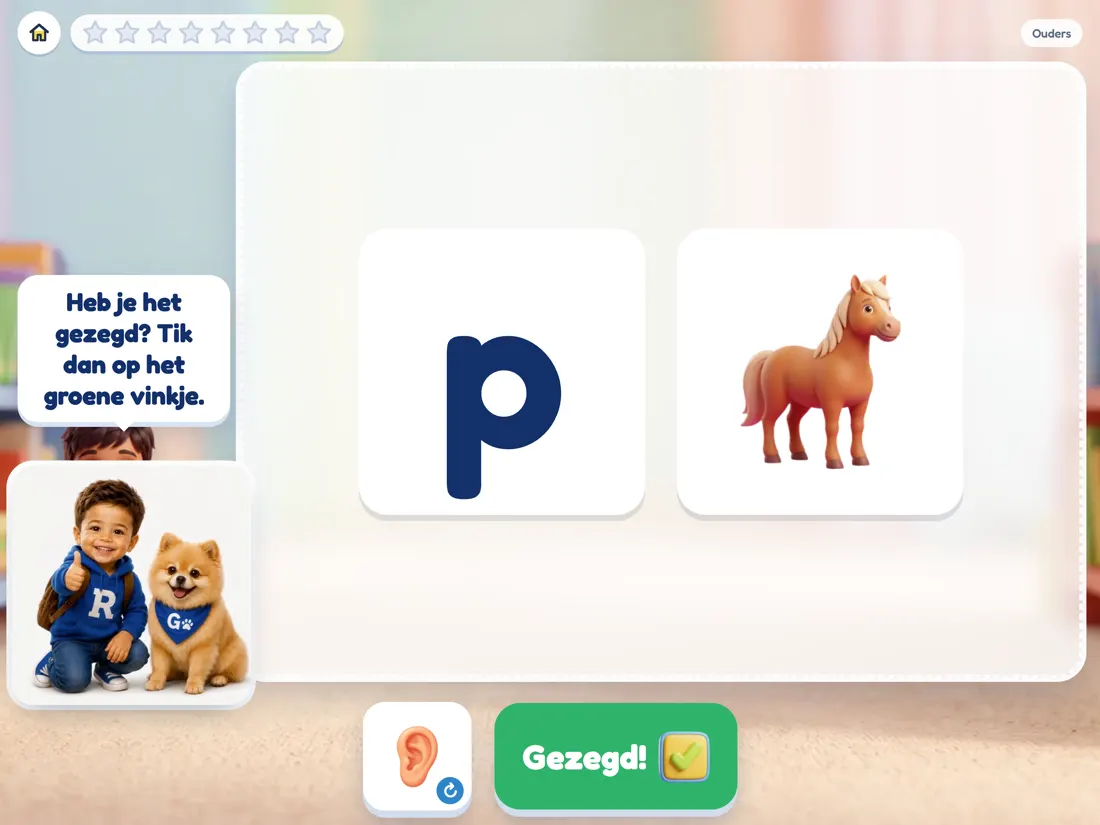 Ouders
Heb je het
gezegd? Tik
dan op het
groene vinkje.
p
R
G
Gezegd!